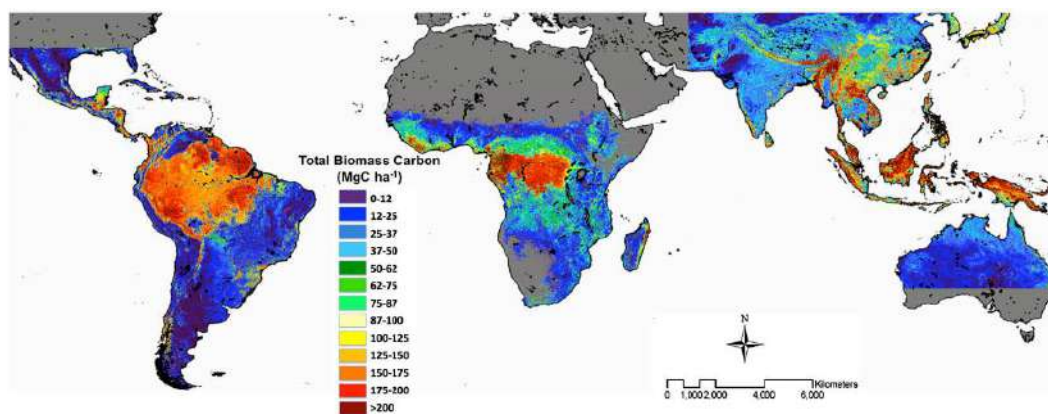 Total Biomass Carbon
(MgC ha⁻¹)
0-12
12-25
25-37
37-50
50-62
62-75
75-87
87-100
100-125
125-150
150-175
175-200
>200
N
Kilometers
0 1,000 2,000 4,000 6,000